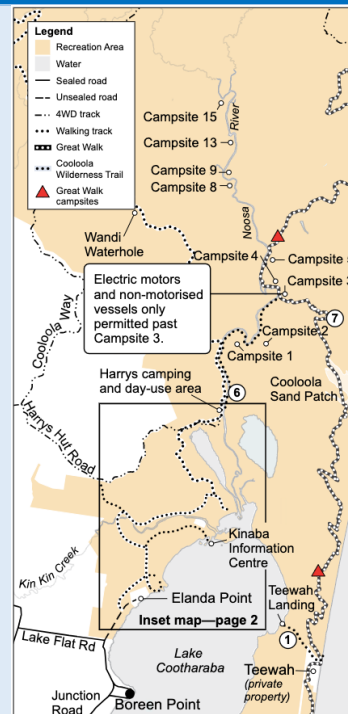 Legend
Recreation Area
Water
Sealed road
Unsealed road
4WD track
Walking track
Great Walk
Cooloola
Wilderness Trail
Great Walk
campsites
Campsite 15
River
Campsite 13
Campsite 9
Campsite 8
Noosa
Wandi
Waterhole
Campsite 4
Campsite
Campsite
Electric motors
and non-motorised
vessels only
permitted past
Campsite 3.
7
Cooloola Way
Campsite 2
Campsite 1
Harrys camping
and day-use area
6
Cooloola
Sand Patch
Harrys Hut Road
Kinaba
Information
Centre
Kin Kin Creek
Teewah
Landing
Elanda Point
Inset map—page 2
1
Lake Flat Rd
Lake
Cootharaba
Teewah
(private
property)
Junction
Road
Boreen Point